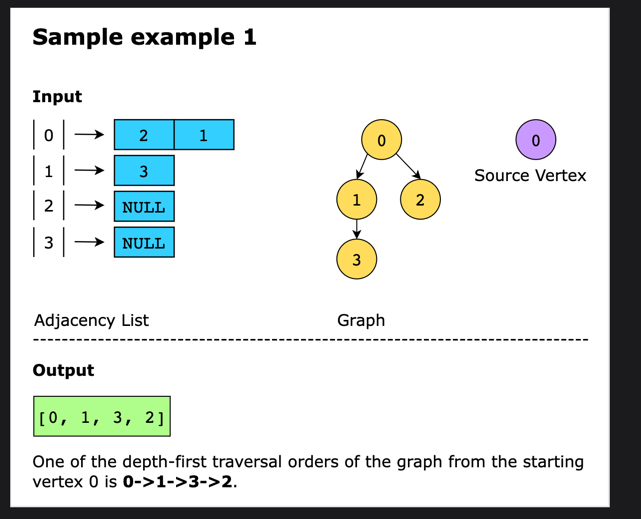 Sample example 1
Input
0 2 1
1 3
2 NULL
3 NULL
0
1 2
3
0
Source Vertex
Adjacency List
Graph
Output
[0, 1, 3, 2]
One of the depth-first traversal orders of the graph from the starting
vertex 0 is 0->1->3->2.